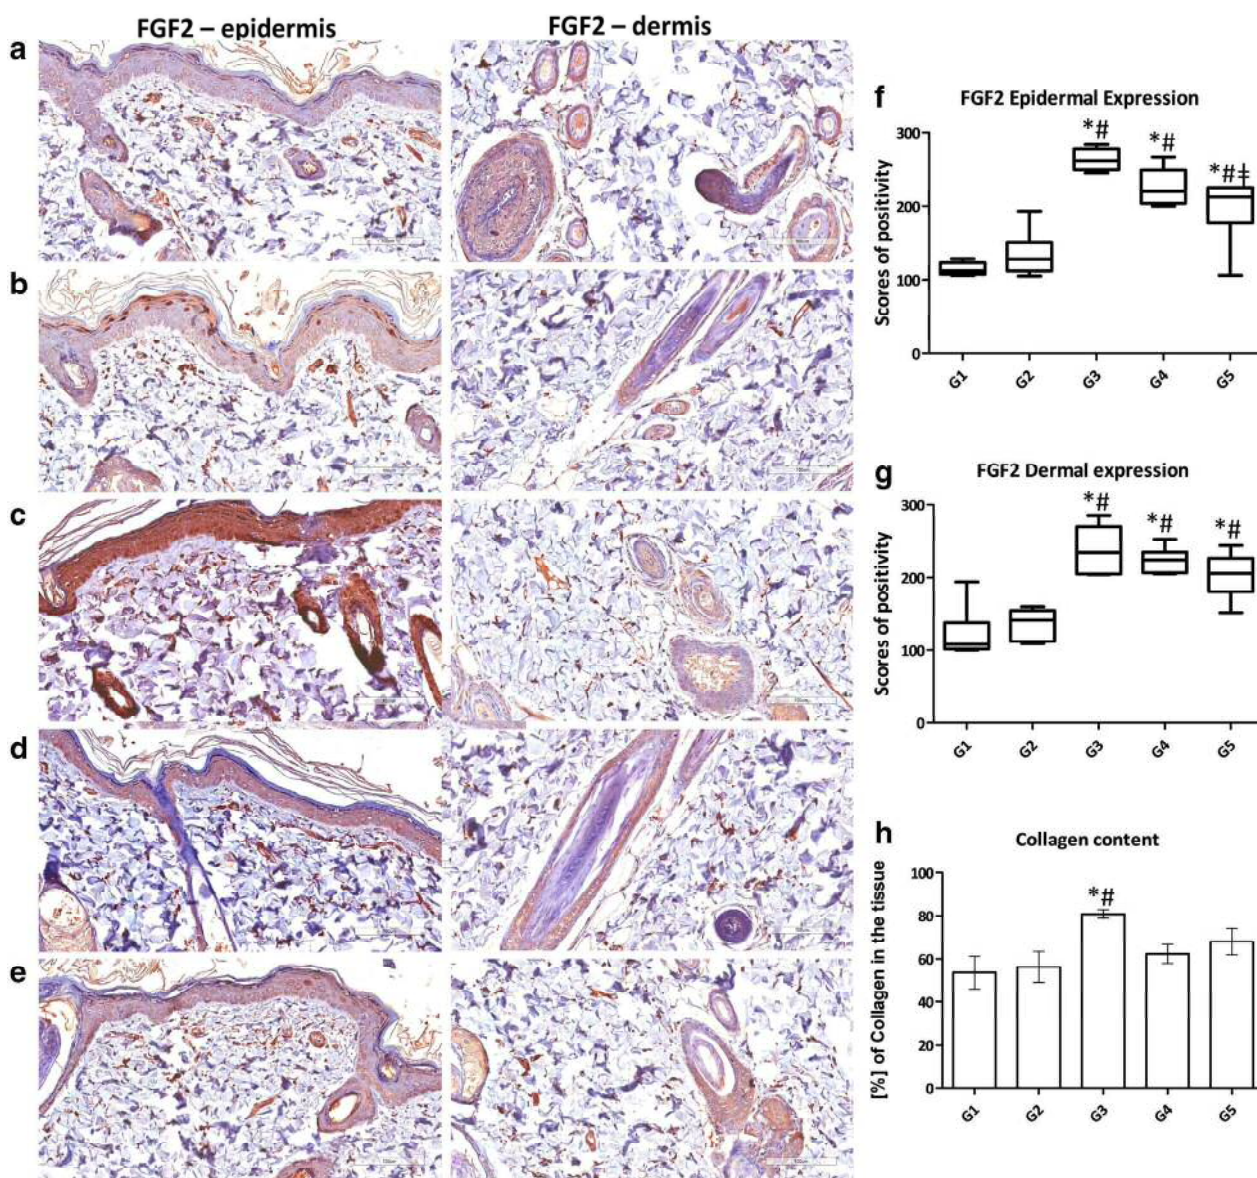 FGF2 – epidermis
FGF2 – dermis
a
b
c
d
e
f
FGF2 Epidermal Expression
Scores of positivity
300
200
100
0
*#
*#
*#ǂ
G1
G2
G3
G4
G5
g
FGF2 Dermal expression
Scores of positivity
300
200
100
0
*#
*#
*#
G1
G2
G3
G4
G5
h
Collagen content
[%] of Collagen in the tissue
100
80
60
40
20
0
*#
G1
G2
G3
G4
G5